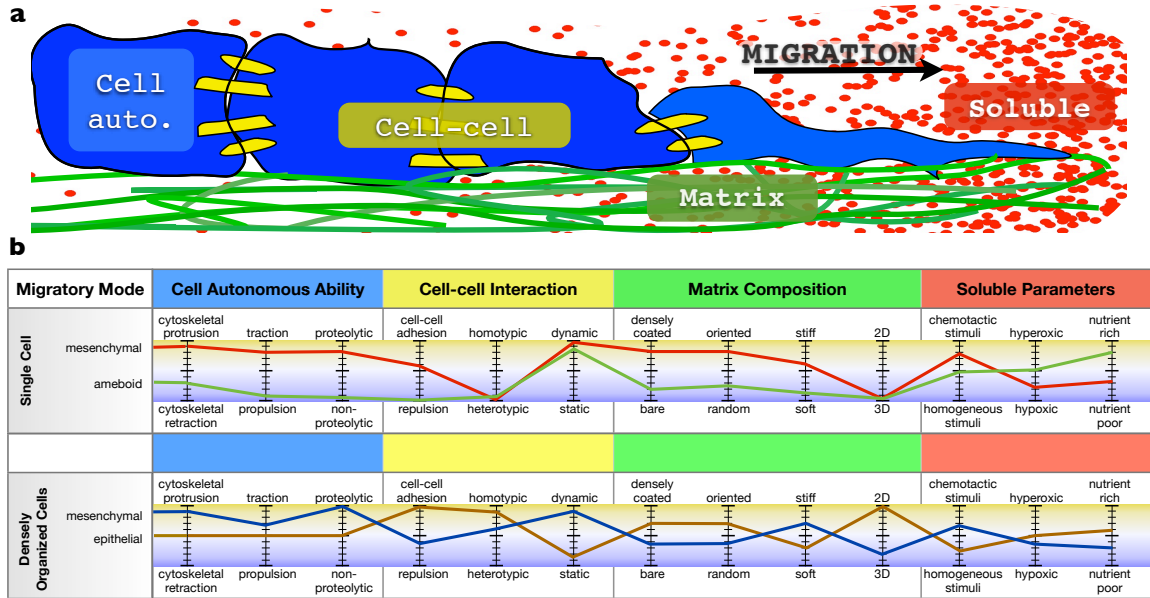 a
MIGRATION
Cell
auto.
Cell-cell
Soluble
Matrix
b
Migratory Mode
Cell Autonomous Ability
Cell-cell Interaction
Matrix Composition
Soluble Parameters
Single Cell
mesenchymal
ameboid
cytoskeletal
protrusion
traction
proteolytic
cell-cell
adhesion
homotypic
dynamic
densely
coated
oriented
stiff
2D
chemotactic
stimuli
hyperoxic
nutrient
rich
cytoskeletal
retraction
propulsion
non-
proteolytic
repulsion
heterotypic
static
bare
random
soft
3D
homogeneous
stimuli
hypoxic
nutrient
poor
Densely
Organized Cells
mesenchymal
epithelial
cytoskeletal
protrusion
traction
proteolytic
cell-cell
adhesion
homotypic
dynamic
densely
coated
oriented
stiff
2D
chemotactic
stimuli
hyperoxic
nutrient
rich
cytoskeletal
retraction
propulsion
non-
proteolytic
repulsion
heterotypic
static
bare
random
soft
3D
homogeneous
stimuli
hypoxic
nutrient
poor